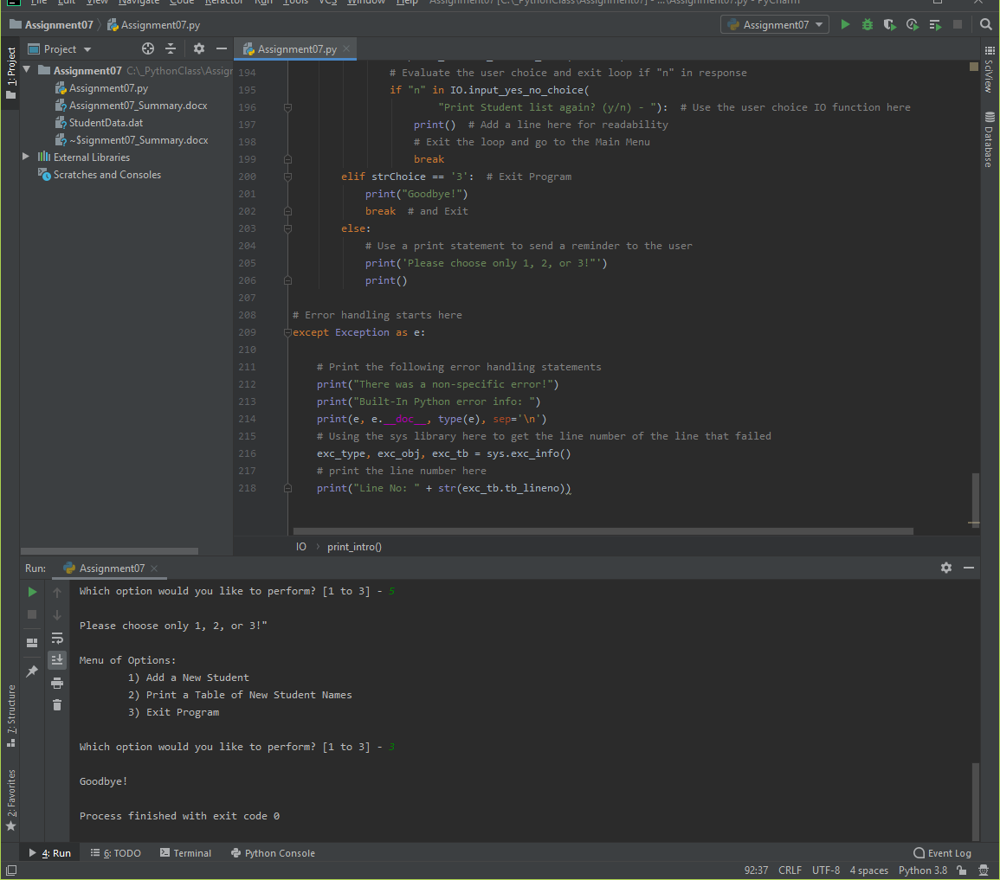 File Edit View Navigate Code Refactor Run Tools VCS Window Help Assignment07 [C:\_PythonClass\Assignment07] - ...\Assignment07.py - PyCharm
Assignment07 Assignment07.py Assignment07
1: Project
Project
Assignment07.py
Assignment07 C:\_PythonClass\Assign
Assignment07.py
Assignment07_Summary.docx
StudentData.dat
~$signment07_Summary.docx
External Libraries
Scratches and Consoles
194 # Evaluate the user choice and exit loop if "n" in response
195 if "n" in IO.input_yes_no_choice(
196 "Print Student list again? (y/n) - "):  # Use the user choice IO function here
197 print()  # Add a line here for readability
198 # Exit the loop and go to the Main Menu
199 break
200 elif strChoice == '3':  # Exit Program
201 print("Goodbye!")
202 break  # and Exit
203 else:
204 # Use a print statement to send a reminder to the user
205 print('Please choose only 1, 2, or 3!"')
206 print()
207
208 # Error handling starts here
209 except Exception as e:
210
211 # Print the following error handling statements
212 print("There was a non-specific error!")
213 print("Built-In Python error info: ")
214 print(e, e.__doc__, type(e), sep='\n')
215 # Using the sys library here to get the line number of the line that failed
216 exc_type, exc_obj, exc_tb = sys.exc_info()
217 # print the line number here
218 print("Line No: " + str(exc_tb.tb_lineno))
IO print_intro()
SciView
Database
Run: Assignment07
Which option would you like to perform? [1 to 3] - 5
Please choose only 1, 2, or 3!"
Menu of Options:
1) Add a New Student
2) Print a Table of New Student Names
3) Exit Program
Which option would you like to perform? [1 to 3] - 3
Goodbye!
Process finished with exit code 0
7: Structure
2: Favorites
4: Run 6: TODO Terminal Python Console Event Log
92:37 CRLF UTF-8 4 spaces Python 3.8